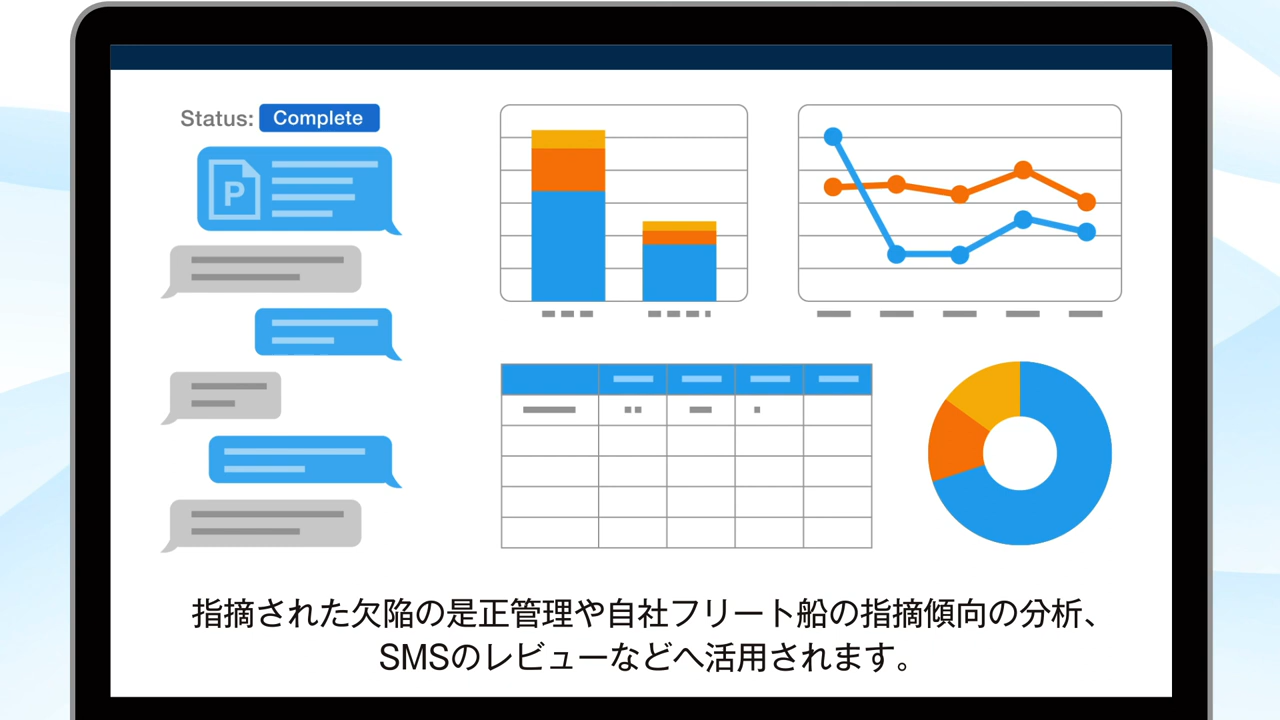 Status: Complete
P
指摘された欠陥の是正管理や自社フリート船の指摘傾向の分析、
SMSのレビューなどへ活用されます。